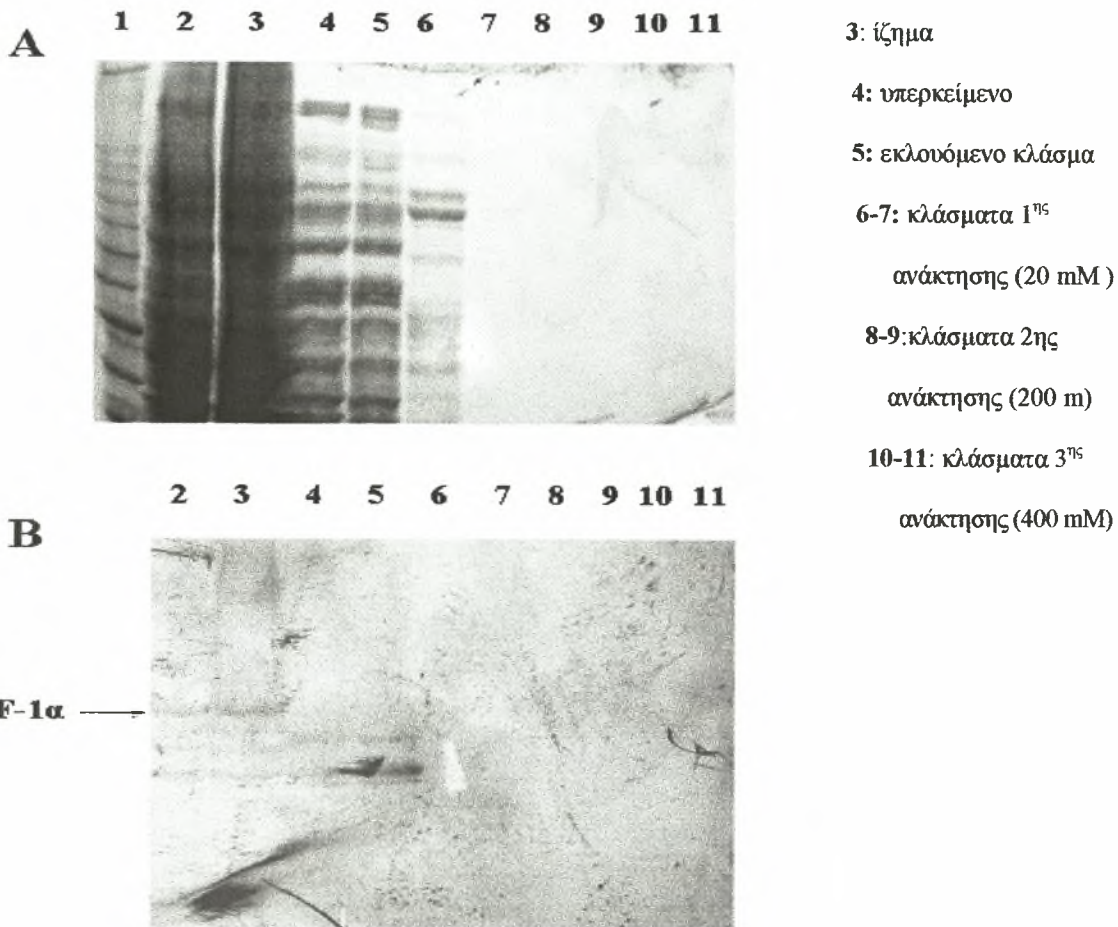 A
1 2 3 4 5 6 7 8 9 10 11
B
2 3 4 5 6 7 8 9 10 11
F-1α
3: ίζημα
4: υπερκείμενο
5: εκλουόμενο κλάσμα
6-7: κλάσματα 1ης
ανάκτησης (20 mM )
8-9:κλάσματα 2ης
ανάκτησης (200 m)
10-11: κλάσματα 3ης
ανάκτησης (400 mM)